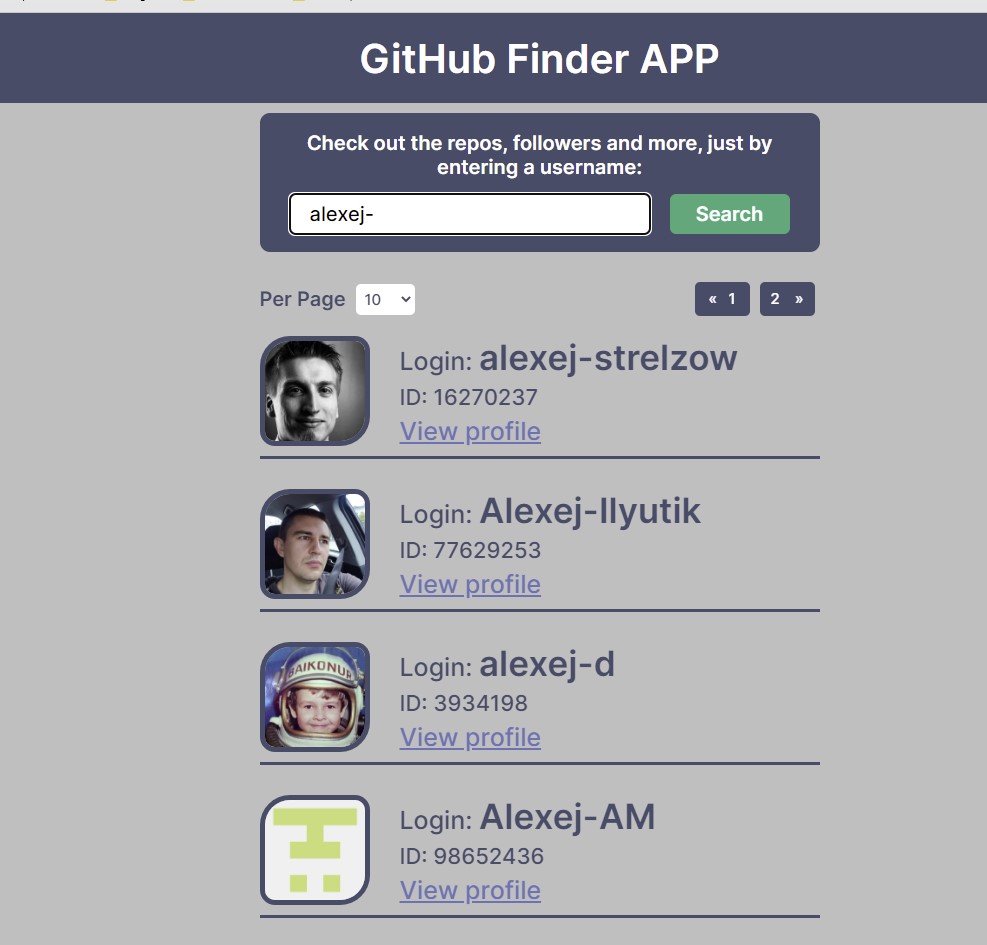 GitHub Finder APP
Check out the repos, followers and more, just by
entering a username:
alexej-
Search
Per Page
10
« 1
2 »
Login: alexej-strelzow
ID: 16270237
View profile
Login: Alexej-llyutik
ID: 77629253
View profile
BAIKONUR
Login: alexej-d
ID: 3934198
View profile
Login: Alexej-AM
ID: 98652436
View profile